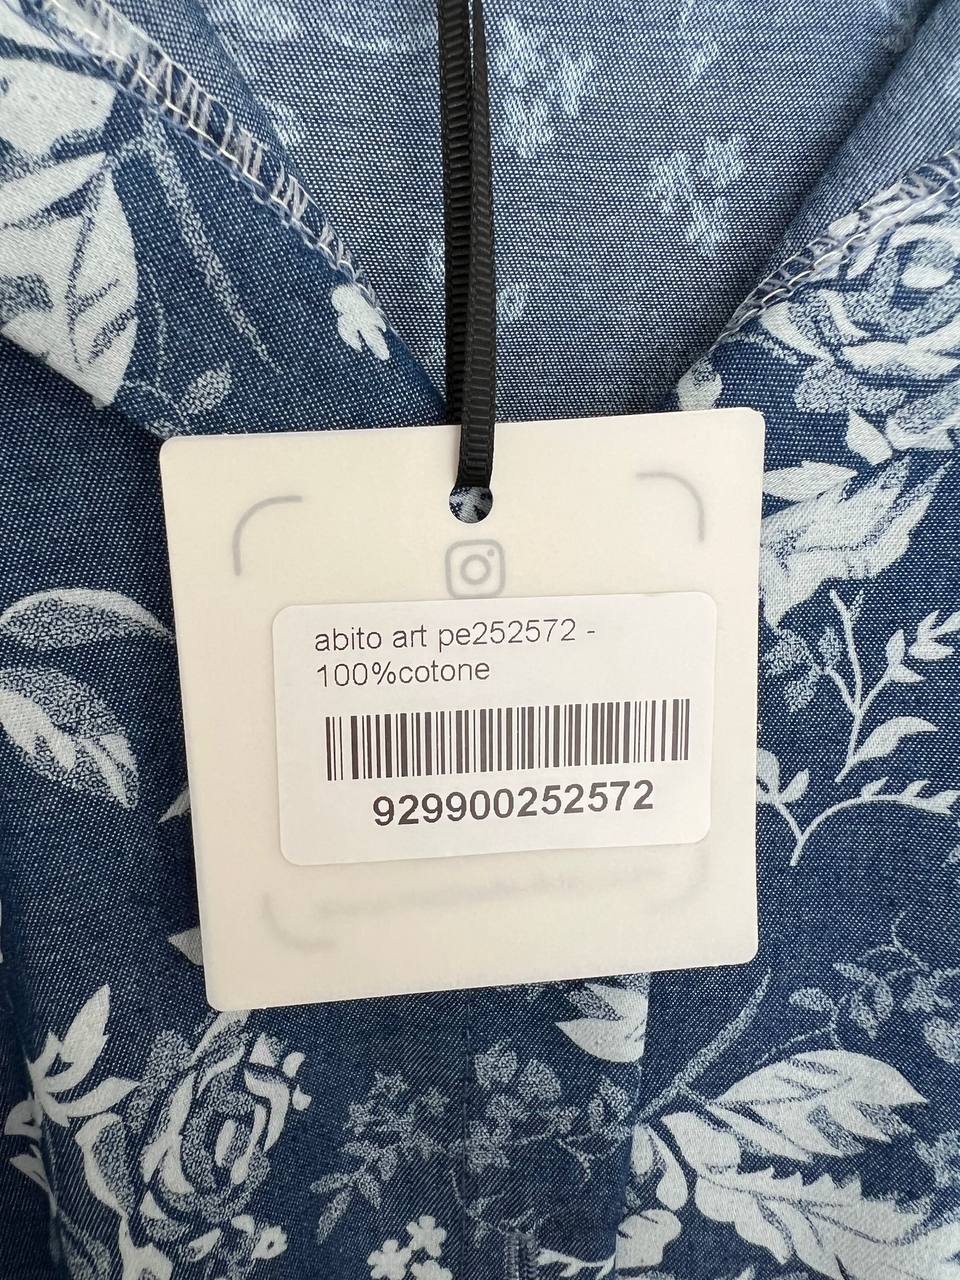 abito art pe252572 -
100%cotone
929900252572